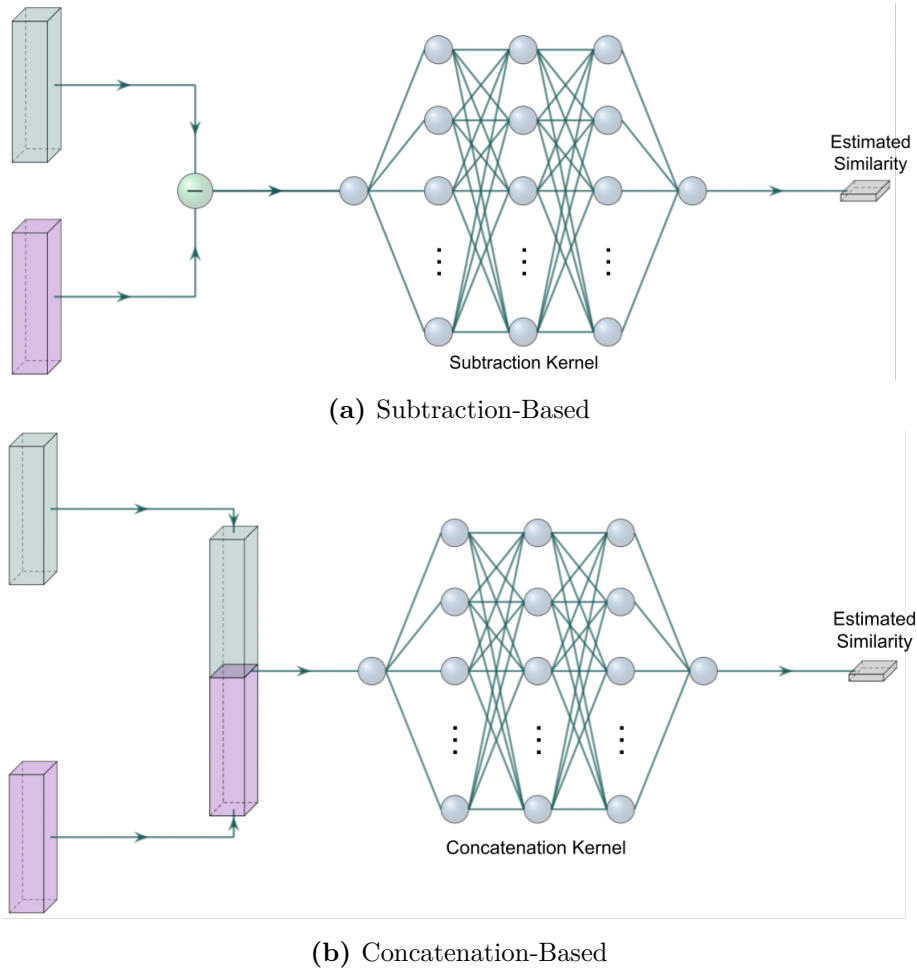 Estimated
Similarity
−
Subtraction Kernel
(a) Subtraction-Based
Estimated
Similarity
Concatenation Kernel
(b) Concatenation-Based